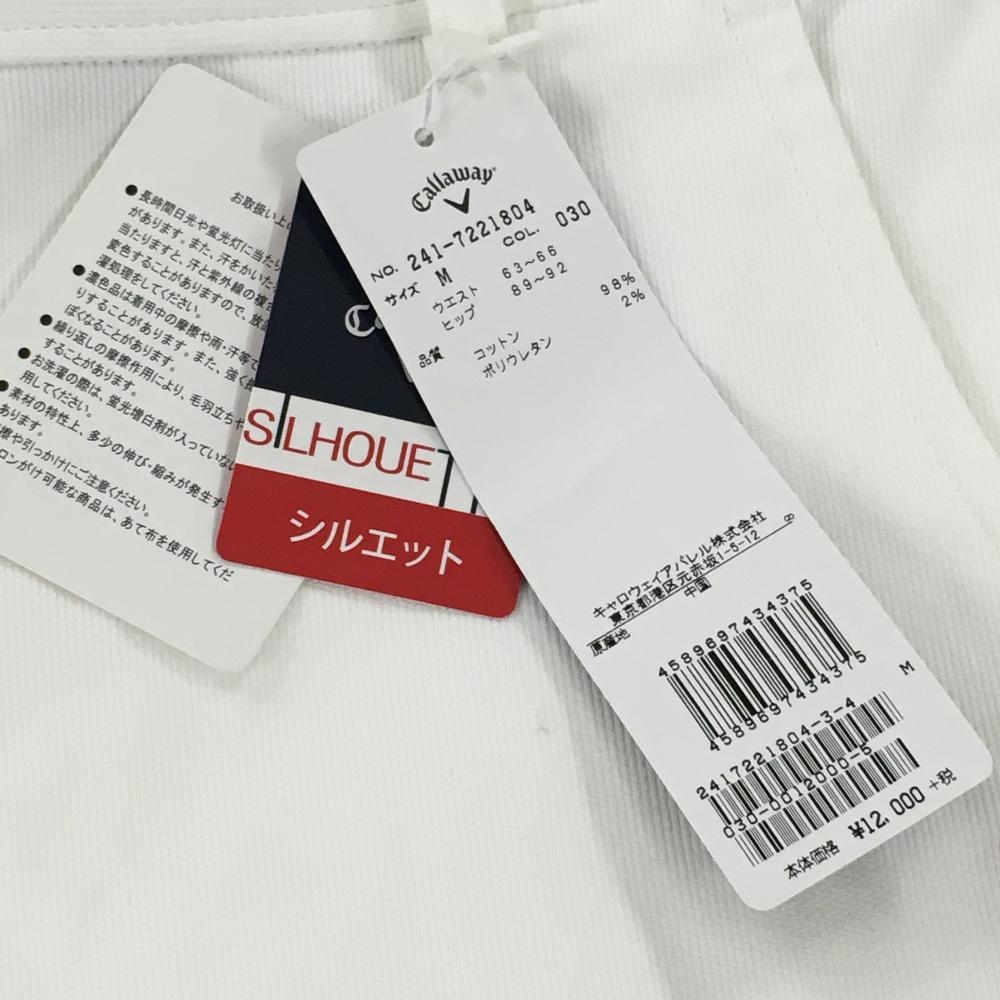 お取扱い上の
●長時間日光や蛍光灯に当たり
があります。また、汗をかいた
当たりますと、汗と紫外線の複合
変色することがありますので、放
濯処理をしてください。
●濃色品は着用中の摩擦や雨・汗等で
りすることがあります。また、強く
ぽくなることがあります。
●繰り返しの摩擦作用により、毛羽立ちや
することがあります。
●お洗濯の際は、蛍光増白剤が入っていない
用してください。
●素材の特性上、多少の伸び・縮みが発生す
あります。
擦や引っかけにご注意ください。
ロンがけ可能な商品は、あて布を使用してくだ
SILHOUET
シルエット
Callaway
NO. 241-7221804
サイズ M COL. 030
ウエスト 63~66
ヒップ 89~92
品質 コットン 98%
ポリウレタン 2%
キャロウェイアパレル株式会社
東京都港区元赤坂1-5-12 8
原産地 中国
4589697434375
4589697434375
M
2417221804-3-4
030-0012000-5
本体価格 ¥12,000 +税